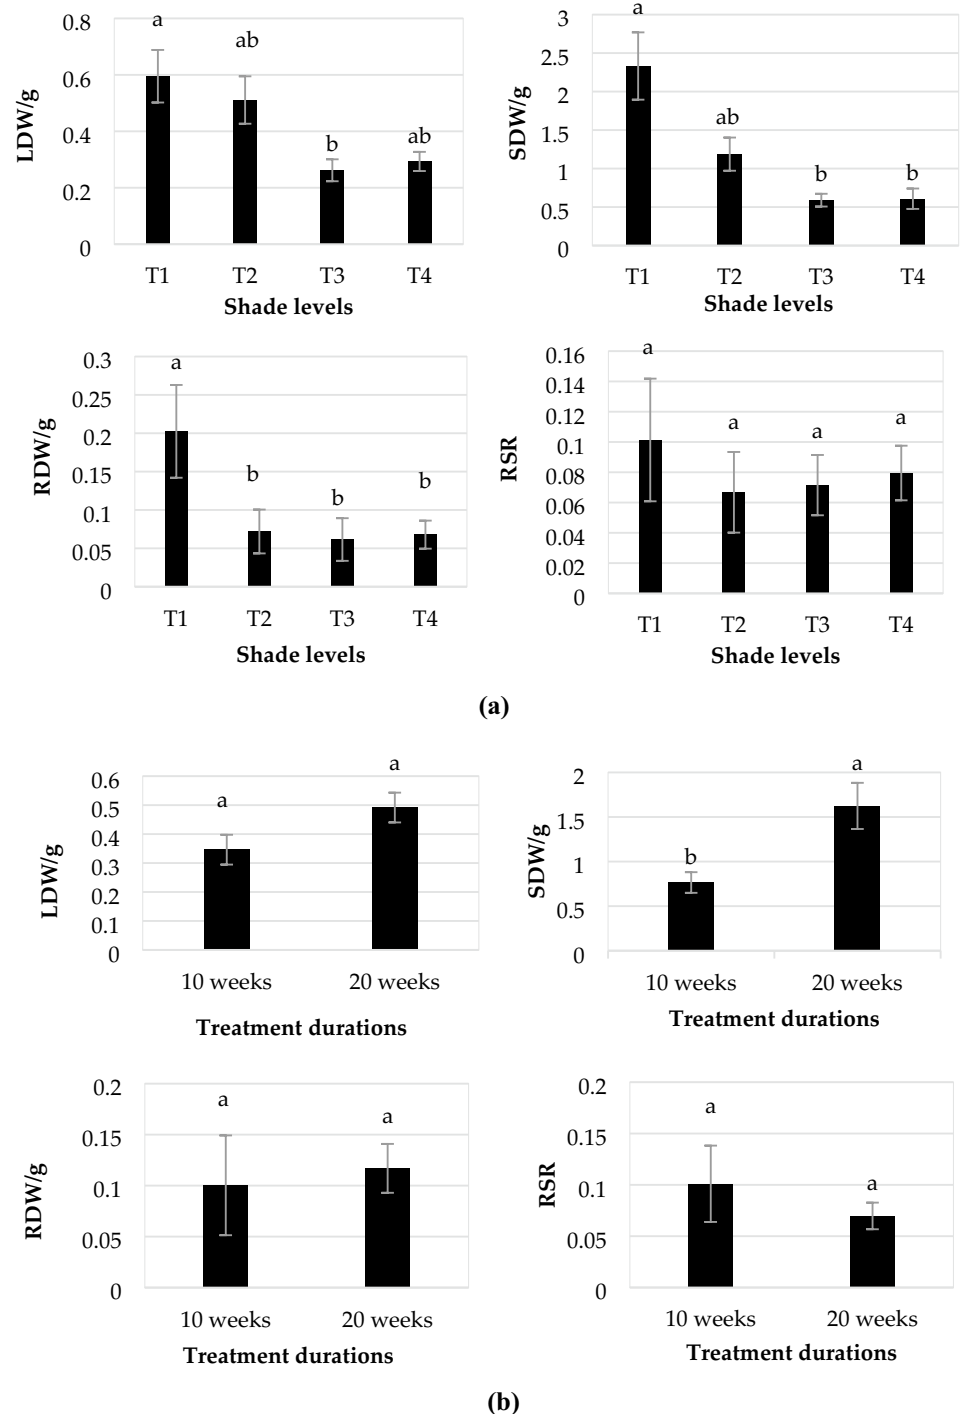 LDW/g
0.8
0.6
0.4
0.2
0
a
ab
b
ab
T1 T2 T3 T4
Shade levels
SDW/g
3
2.5
2
1.5
1
0.5
0
a
ab
b
b
T1 T2 T3 T4
Shade levels
RDW/g
0.3
0.25
0.2
0.15
0.1
0.05
0
a
b
b
b
T1 T2 T3 T4
Shade levels
RSR
0.16
0.14
0.12
0.1
0.08
0.06
0.04
0.02
0
a
a
a
a
T1 T2 T3 T4
Shade levels
(a)
LDW/g
0.6
0.5
0.4
0.3
0.2
0.1
0
a
a
10 weeks 20 weeks
Treatment durations
SDW/g
2
1.5
1
0.5
0
b
a
10 weeks 20 weeks
Treatment durations
RDW/g
0.2
0.15
0.1
0.05
0
a
a
10 weeks 20 weeks
Treatment durations
RSR
0.2
0.15
0.1
0.05
0
a
a
10 weeks 20 weeks
Treatment durations
(b)